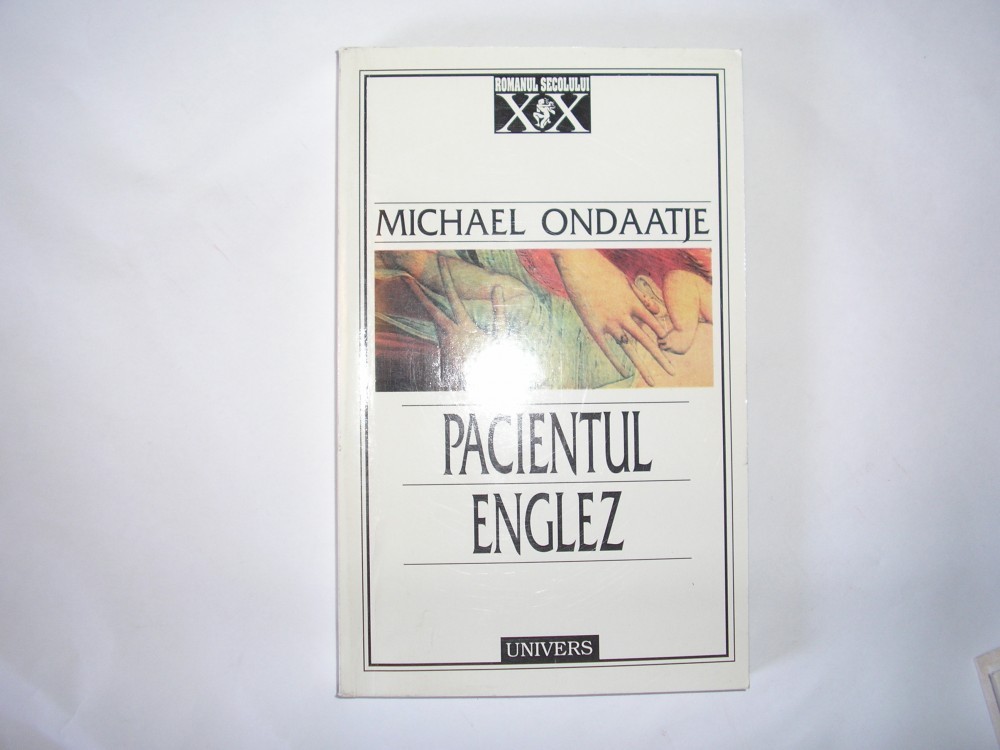 ROMANUL SECOLULUI
XX
MICHAEL ONDAATJE
PACIENTUL
ENGLEZ
UNIVERS